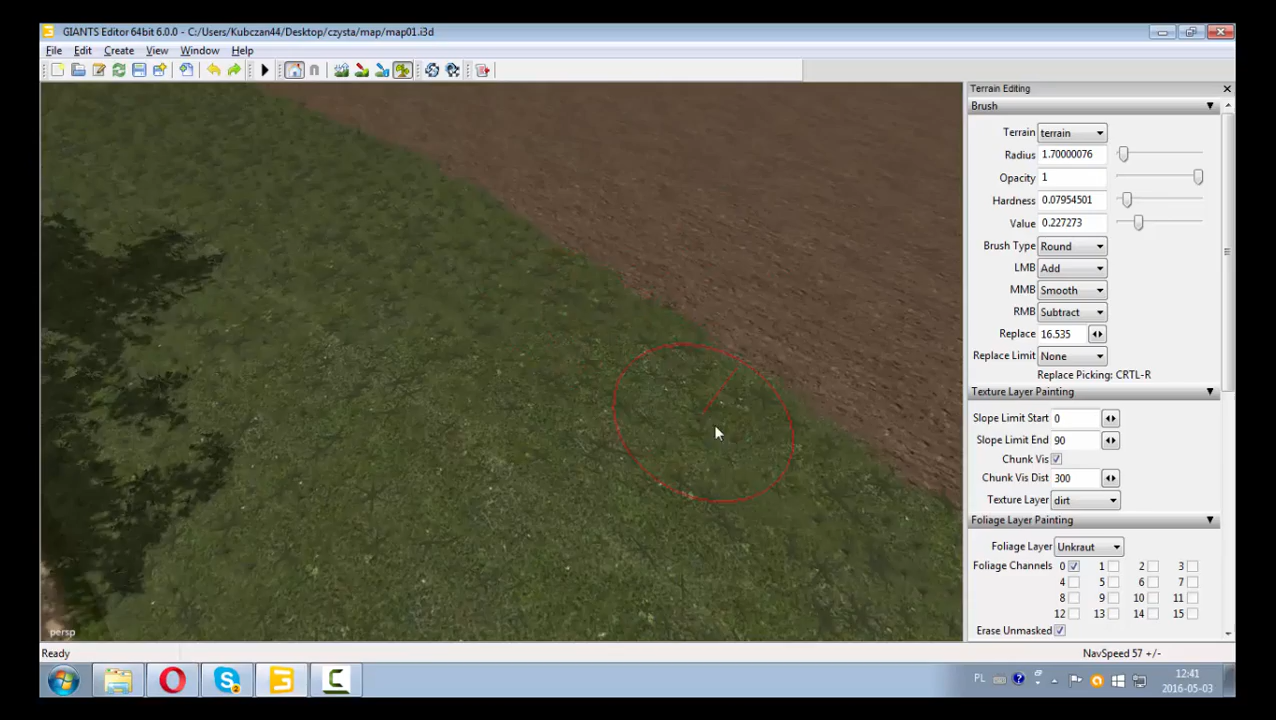 GIANTS Editor 64bit 6.0.0 - C:/Users/Kubczan44/Desktop/czysta/map/map01.i3d
File Edit Create View Window Help
Terrain Editing
Brush
Terrain terrain
Radius 1.70000076
Opacity 1
Hardness 0.07954501
Value 0.227273
Brush Type Round
LMB Add
MMB Smooth
RMB Subtract
Replace 16.535
Replace Limit None
Replace Picking: CRTL-R
Texture Layer Painting
Slope Limit Start 0
Slope Limit End 90
Chunk Vis
Chunk Vis Dist 300
Texture Layer dirt
Foliage Layer Painting
Foliage Layer Unkraut
Foliage Channels 0 1 2 3
4 5 6 7
8 9 10 11
12 13 14 15
Erase Unmasked
persp
Ready
NavSpeed 57 +/-
PL
12:41
2016-05-03